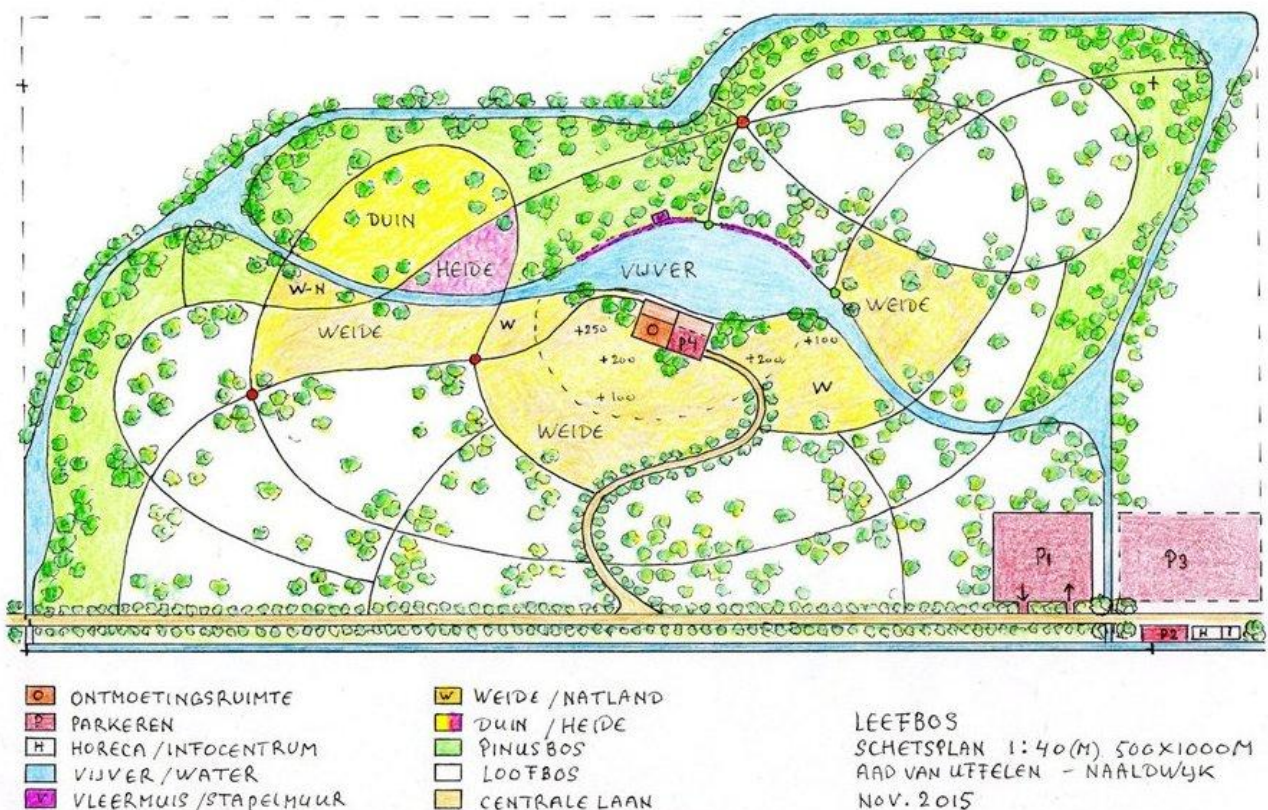 DUIN
HEIDE
VIJVER
W-N
WEIDE
W
WEIDE
+250
O
P4
+100
+200
+200
+100
W
WEIDE
P1
P3
P2
H
I
O ONTMOETINGSRUIMTE
P PARKEREN
H HORECA/INFOCENTRUM
VIJVER/WATER
V VLEERMUIS/STAPELMUUR
W WEIDE/NATLAND
DUIN/HEIDE
PINUSBOS
LOOFBOS
CENTRALE LAAN
LEEFBOS
SCHETSPLAN 1:40(M) 500X1000M
AAD VAN UFFELEN - NAALDWIJK
NOV. 2015